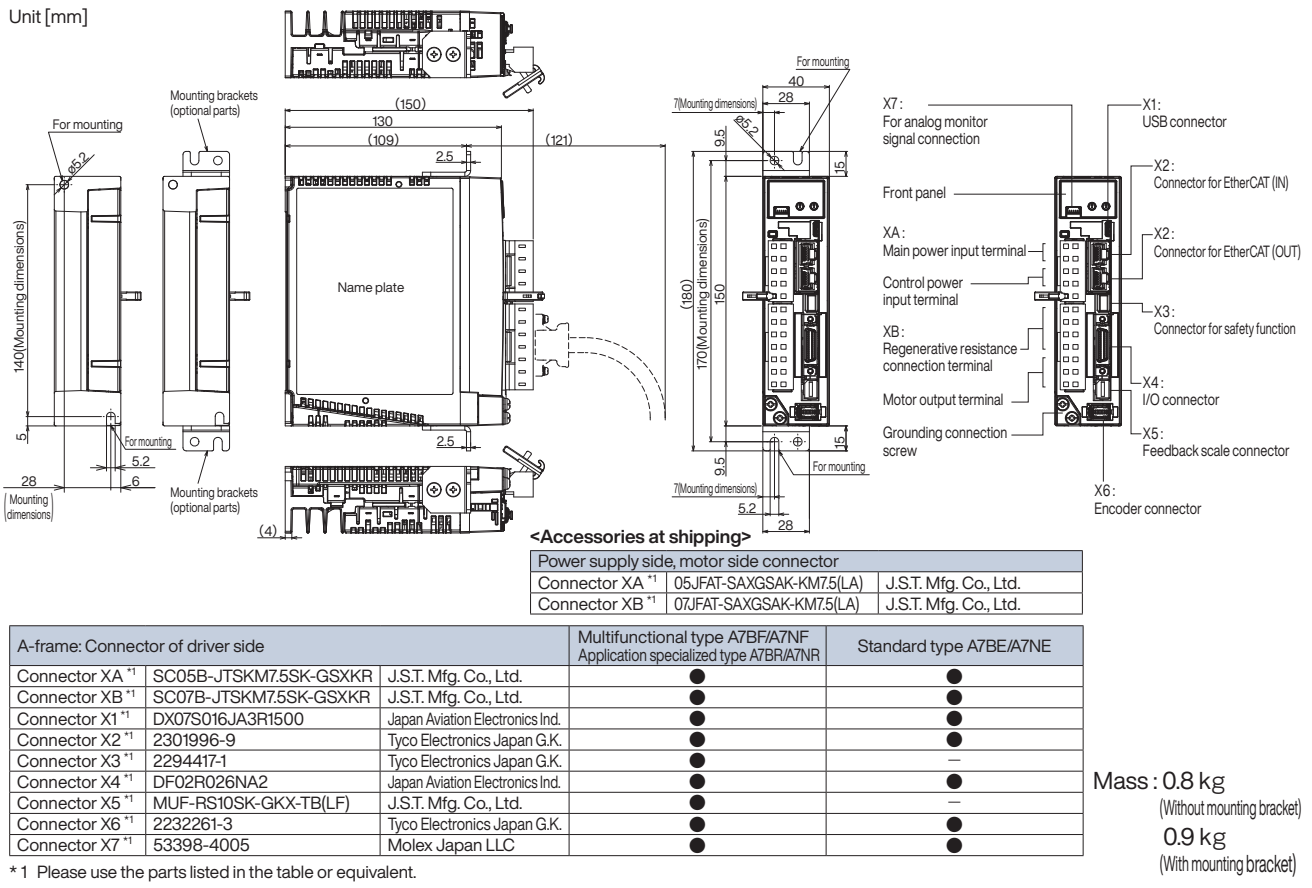 Unit [mm]
Mounting brackets
(optional parts)
For mounting
ø5.2
140(Mounting dimensions)
5
For mounting
5.2
28
6
(Mounting
dimensions)
Mounting brackets
(optional parts)
(150)
130
(109)
(121)
2.5
Name plate
2.5
(4)
For mounting
40
28
7(Mounting dimensions)
ø5.2
9.5
15
(180)
170(Mounting dimensions)
150
9.5
15
For mounting
7(Mounting dimensions)
5.2
28
X7:
For analog monitor
signal connection
Front panel
XA:
Main power input terminal
Control power
input terminal
XB:
Regenerative resistance
connection terminal
Motor output terminal
Grounding connection
screw
X1:
USB connector
X2:
Connector for EtherCAT (IN)
X2:
Connector for EtherCAT (OUT)
X3:
Connector for safety function
X4:
I/O connector
X5:
Feedback scale connector
X6:
Encoder connector
<Accessories at shipping>
Power supply side, motor side connector
Connector XA *1 05JFAT-SAXGSAK-KM7.5(LA) J.S.T. Mfg. Co., Ltd.
Connector XB *1 07JFAT-SAXGSAK-KM7.5(LA) J.S.T. Mfg. Co., Ltd.
A-frame: Connector of driver side Multifunctional type A7BF/A7NF Standard type A7BE/A7NE
Application specialized type A7BR/A7NR
Connector XA *1 SC05B-JTSKM7.5SK-GSXKR J.S.T. Mfg. Co., Ltd. ● ●
Connector XB *1 SC07B-JTSKM7.5SK-GSXKR J.S.T. Mfg. Co., Ltd. ● ●
Connector X1 *1 DX07S016JA3R1500 Japan Aviation Electronics Ind. ● ●
Connector X2 *1 2301996-9 Tyco Electronics Japan G.K. ● ●
Connector X3 *1 2294417-1 Tyco Electronics Japan G.K. ● —
Connector X4 *1 DF02R026NA2 Japan Aviation Electronics Ind. ● ●
Connector X5 *1 MUF-RS10SK-GKX-TB(LF) J.S.T. Mfg. Co., Ltd. ● —
Connector X6 *1 2232261-3 Tyco Electronics Japan G.K. ● ●
Connector X7 *1 53398-4005 Molex Japan LLC ● ●
Mass : 0.8 kg
(Without mounting bracket)
0.9 kg
(With mounting bracket)
* 1 Please use the parts listed in the table or equivalent.